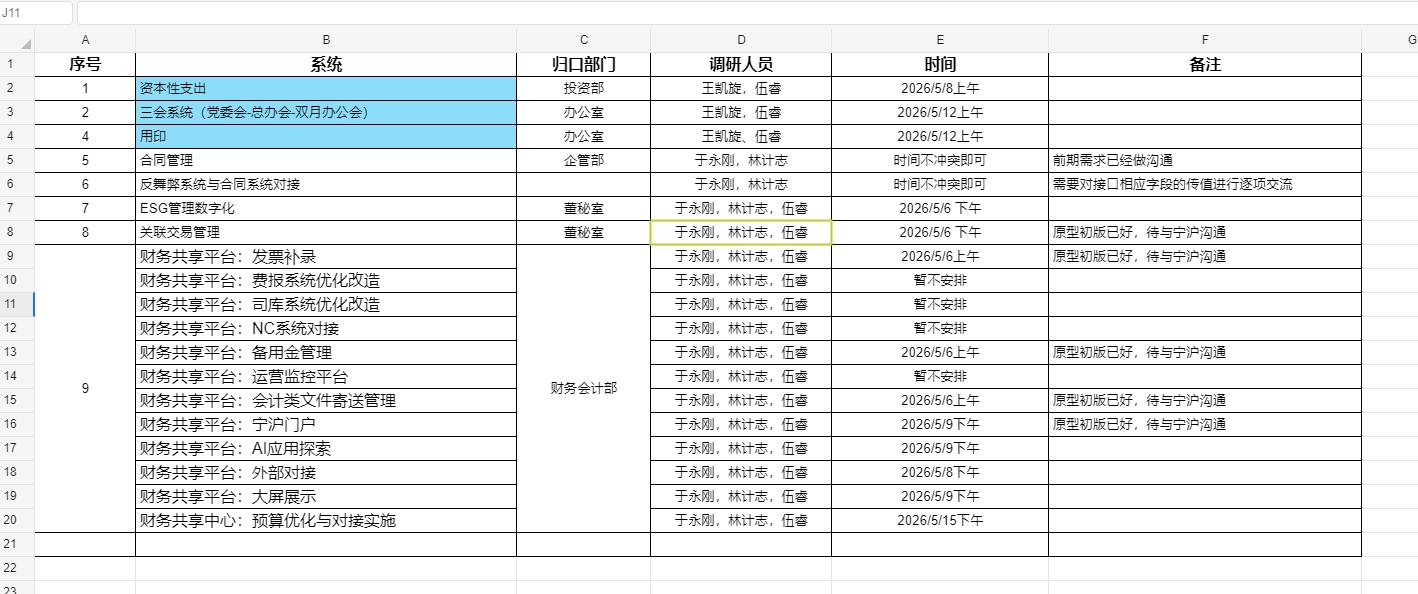 J11
A B C D E F G
1 序号 系统 归口部门 调研人员 时间 备注
2 1 资本性支出 投资部 王凯旋，伍睿 2026/5/8上午
3 2 三会系统（党委会-总办会-双月办公会） 办公室 王凯旋，伍睿 2026/5/12上午
4 4 用印 办公室 王凯旋、伍睿 2026/5/12上午
5 5 合同管理 企管部 于永刚，林计志 时间不冲突即可 前期需求已经做沟通
6 6 反舞弊系统与合同系统对接 于永刚，林计志 时间不冲突即可 需要对接口相应字段的传值进行逐项交流
7 7 ESG管理数字化 董秘室 于永刚，林计志，伍睿 2026/5/6 下午
8 8 关联交易管理 董秘室 于永刚，林计志，伍睿 2026/5/6 下午 原型初版已好，待与宁沪沟通
9 财务共享平台：发票补录 于永刚，林计志，伍睿 2026/5/6上午 原型初版已好，待与宁沪沟通
10 财务共享平台：费报系统优化改造 于永刚，林计志，伍睿 暂不安排
11 财务共享平台：司库系统优化改造 于永刚，林计志，伍睿 暂不安排
12 财务共享平台：NC系统对接 于永刚，林计志，伍睿 暂不安排
13 财务共享平台：备用金管理 于永刚，林计志，伍睿 2026/5/6上午 原型初版已好，待与宁沪沟通
14 财务共享平台：运营监控平台 于永刚，林计志，伍睿 暂不安排
9 财务会计部
15 财务共享平台：会计类文件寄送管理 于永刚，林计志，伍睿 2026/5/6上午 原型初版已好，待与宁沪沟通
16 财务共享平台：宁沪门户 于永刚，林计志，伍睿 2026/5/9下午 原型初版已好，待与宁沪沟通
17 财务共享平台：AI应用探索 于永刚，林计志，伍睿 2026/5/9下午
18 财务共享平台：外部对接 于永刚，林计志，伍睿 2026/5/8下午
19 财务共享平台：大屏展示 于永刚，林计志，伍睿 2026/5/9下午
20 财务共享中心：预算优化与对接实施 于永刚，林计志，伍睿 2026/5/15下午
21
22
23